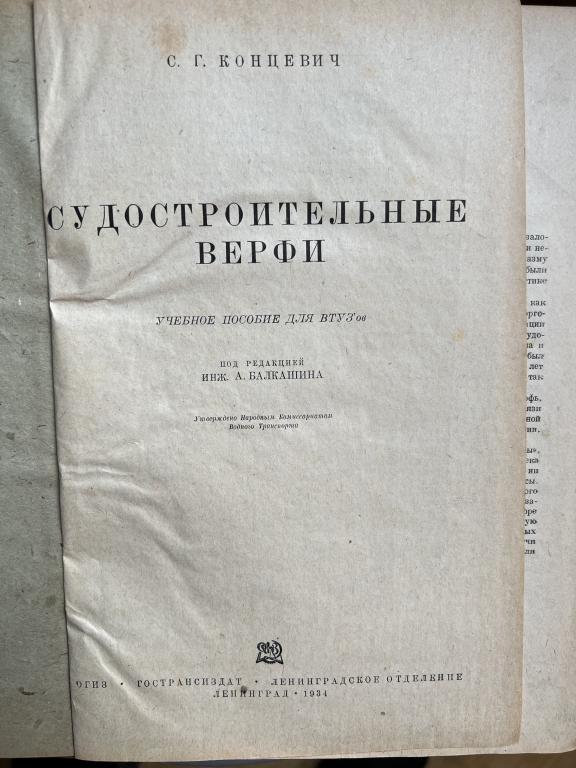 С. Г. КОНЦЕВИЧ
СУДОСТРОИТЕЛЬНЫЕ
ВЕРФИ
УЧЕБНОЕ ПОСОБИЕ ДЛЯ ВТУЗ'ов
ПОД РЕДАКЦИЕЙ
ИНЖ. А. БАЛКАШИНА
Утверждено Народным Комиссариатом
Водного Транспорта
ОГИЗ • ГОСТРАНСИЗДАТ • ЛЕНИНГРАДСКОЕ ОТДЕЛЕНИЕ
ЛЕНИНГРАД • 1934